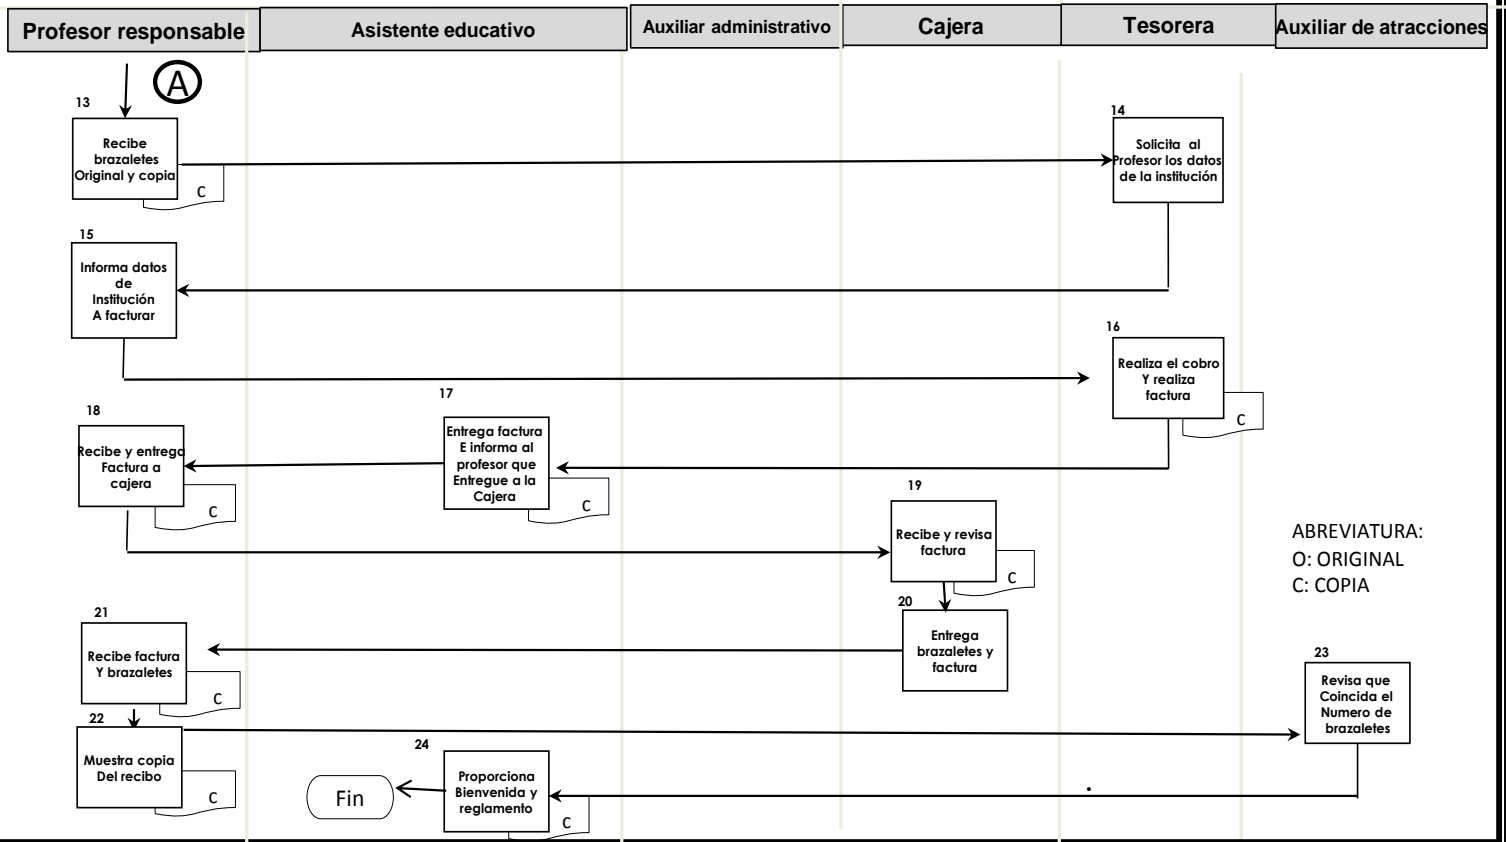 Profesor responsable
Asistente educativo
Auxiliar administrativo
Cajera
Tesorera
Auxiliar de atracciones
A
13
Recibe
brazaletes
Original y copia
C
14
Solicita al
Profesor los datos
de la institución
15
Informa datos
de
Institución
A facturar
16
Realiza el cobro
Y realiza
factura
C
17
Entrega factura
E informa al
profesor que
Entregue a la
Cajera
C
18
Recibe y entrega
Factura a
cajera
C
19
Recibe y revisa
factura
C
ABREVIATURA:
O: ORIGINAL
C: COPIA
20
Entrega
brazaletes y
factura
21
Recibe factura
Y brazaletes
C
22
Muestra copia
Del recibo
C
23
Revisa que
Coincida el
Numero de
brazaletes
24
Proporciona
Bienvenida y
reglamento
C
Fin